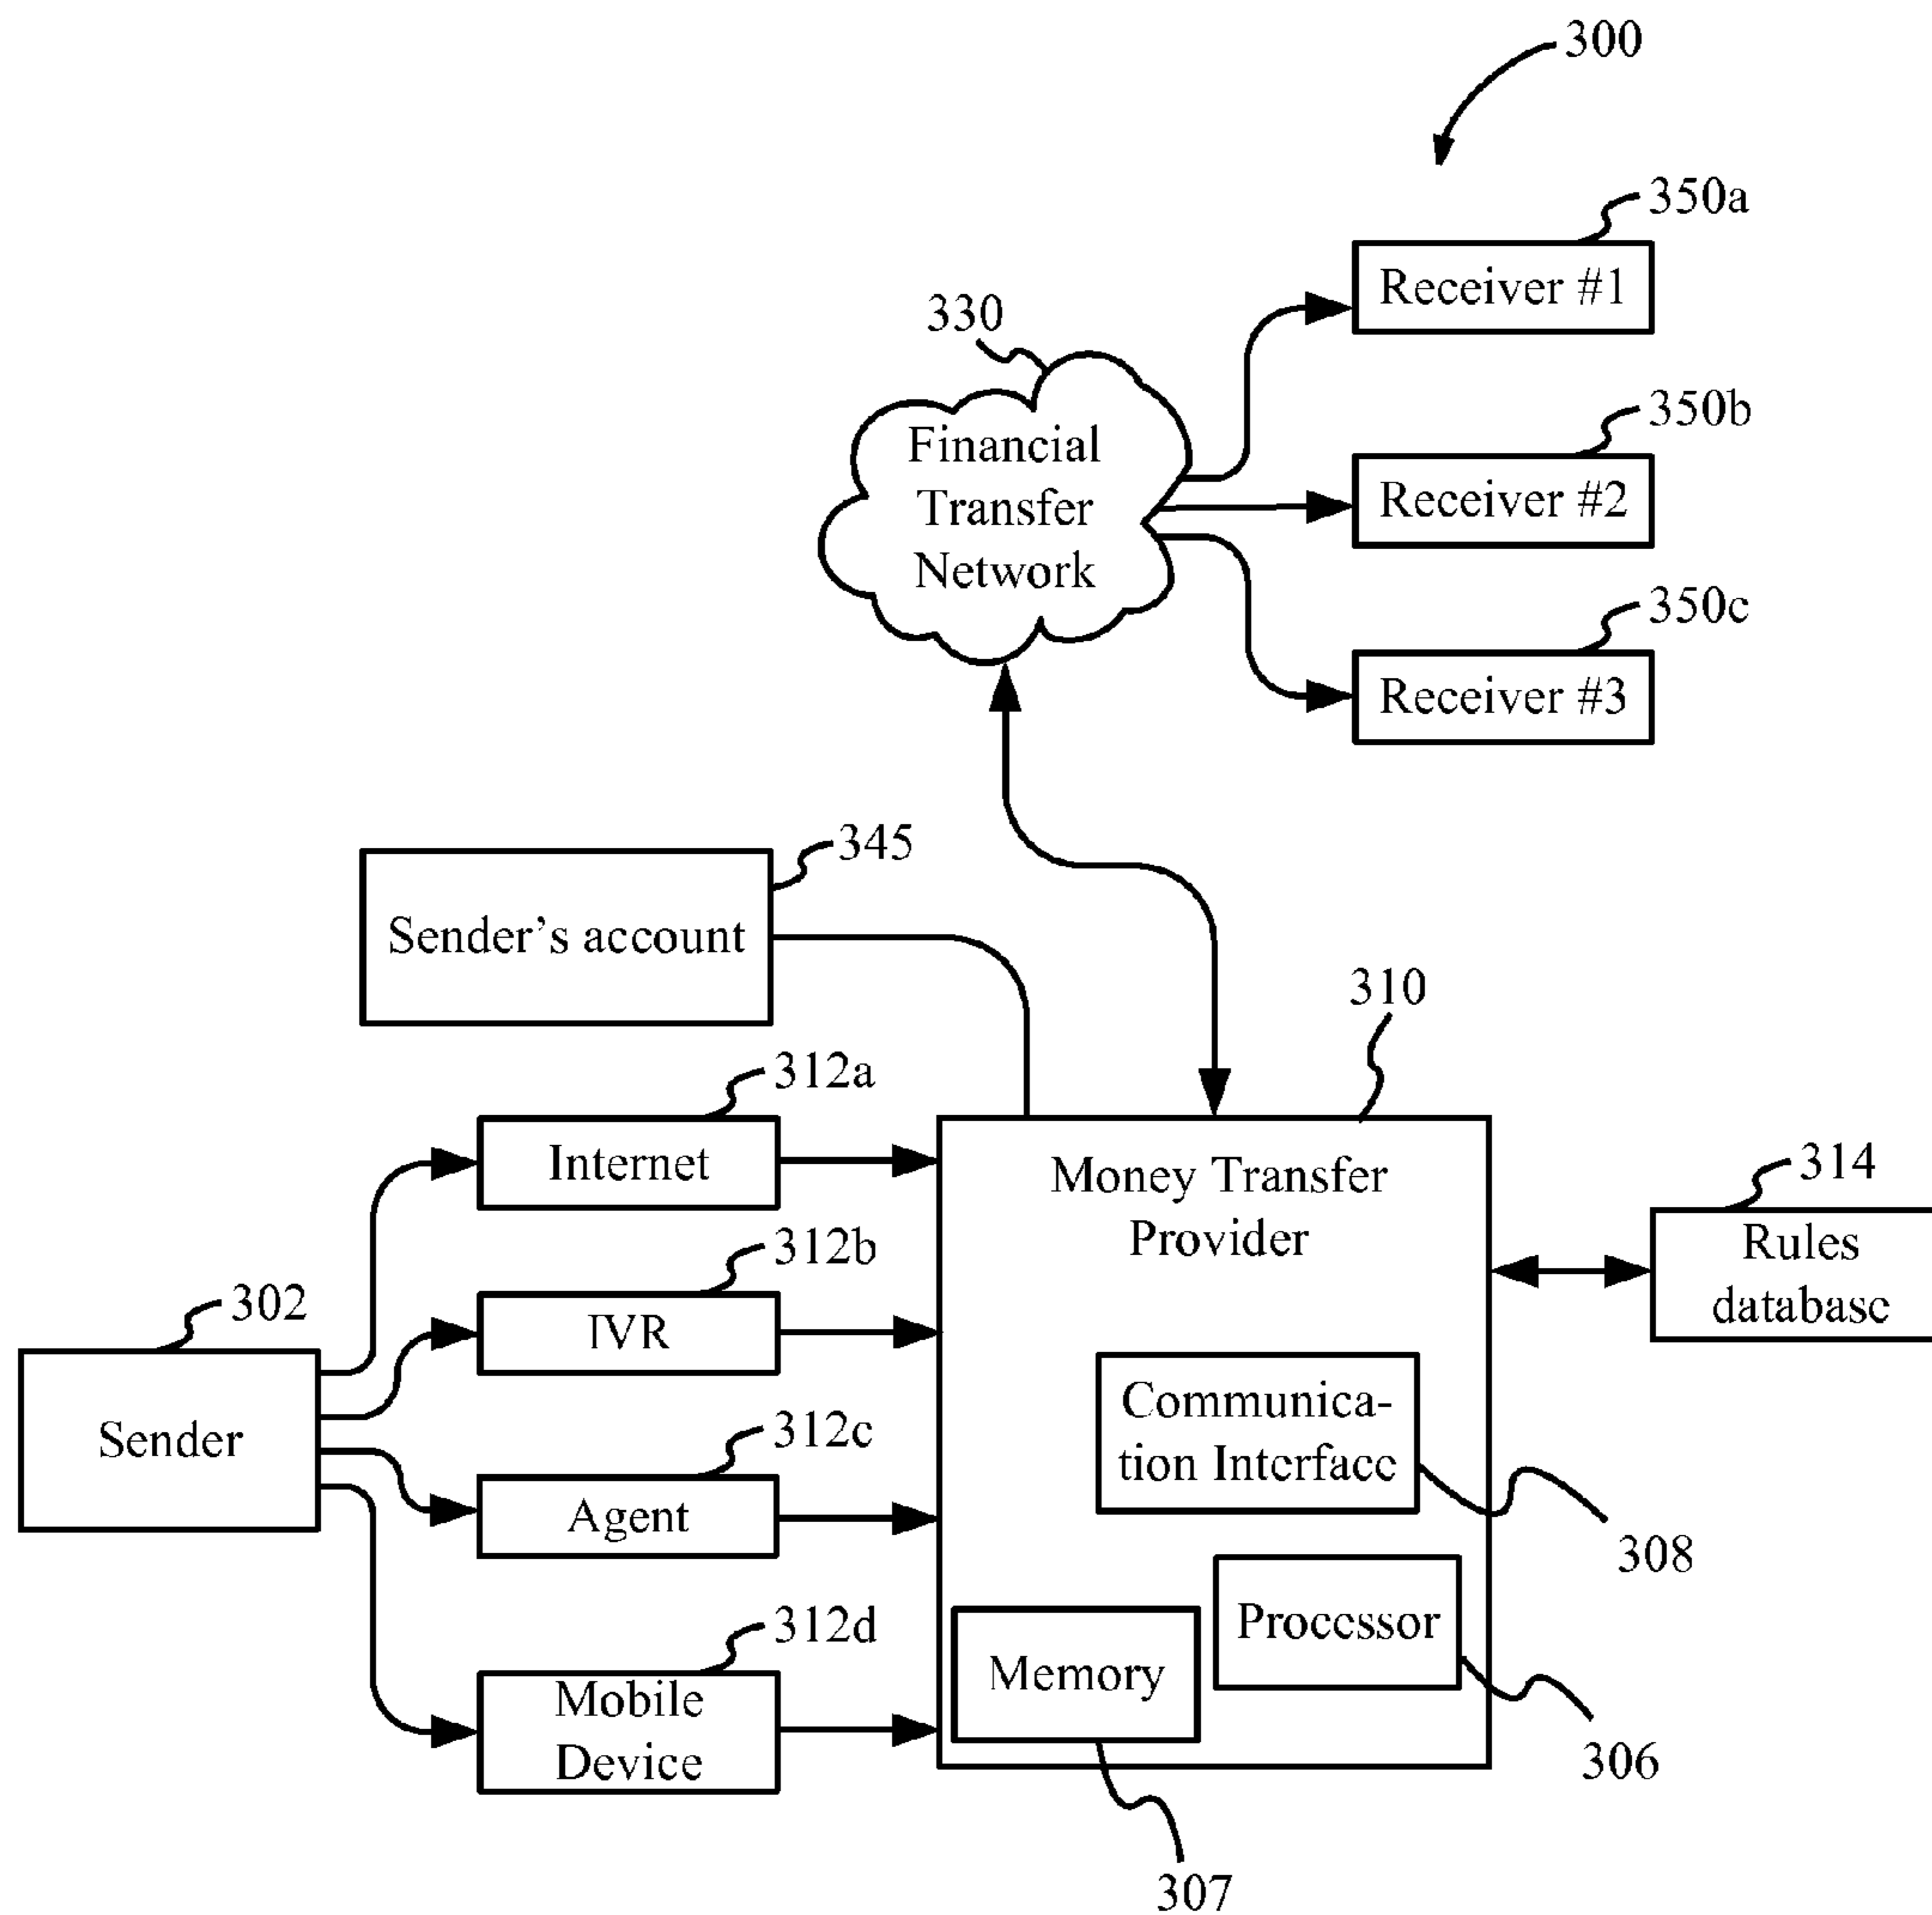 300
350a
Receiver #1
330
350b
Financial
Transfer
Network
Receiver #2
350c
Receiver #3
345
Sender's account
310
312a
Internet
Money Transfer
Provider
314
Rules
database
312b
IVR
302
Sender
Communica-
tion Interface
312c
Agent
308
Processor
312d
Mobile
Device
Memory
306
307